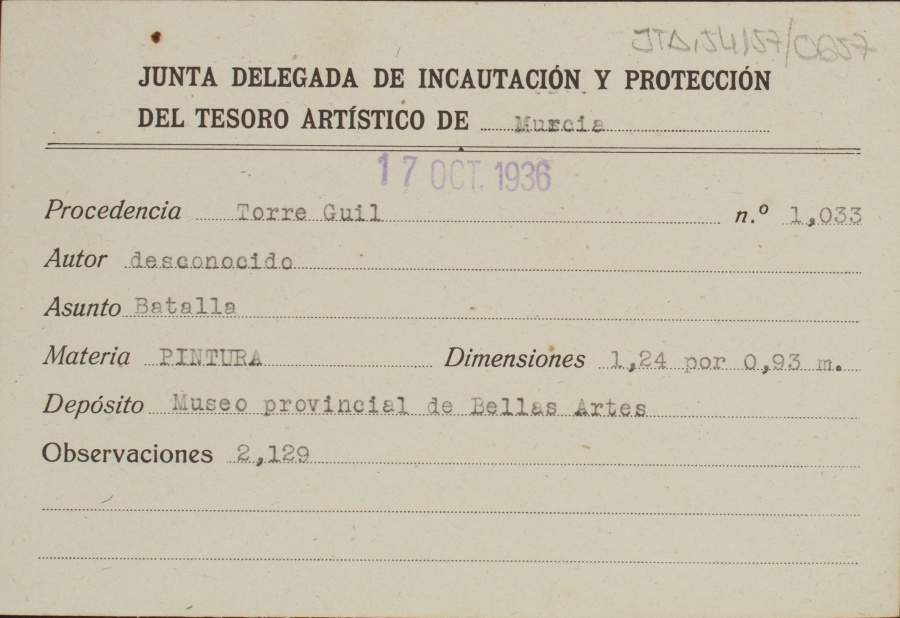 JTA,54157/0657
JUNTA DELEGADA DE INCAUTACIÓN Y PROTECCIÓN
DEL TESORO ARTÍSTICO DE Murcia
17 OCT. 1936
Procedencia Torre Guil n.º 1,033
Autor desconocido
Asunto Batalla
Materia PINTURA Dimensiones 1,24 por 0,93 m.
Depósito Museo provincial de Bellas Artes
Observaciones 2,129